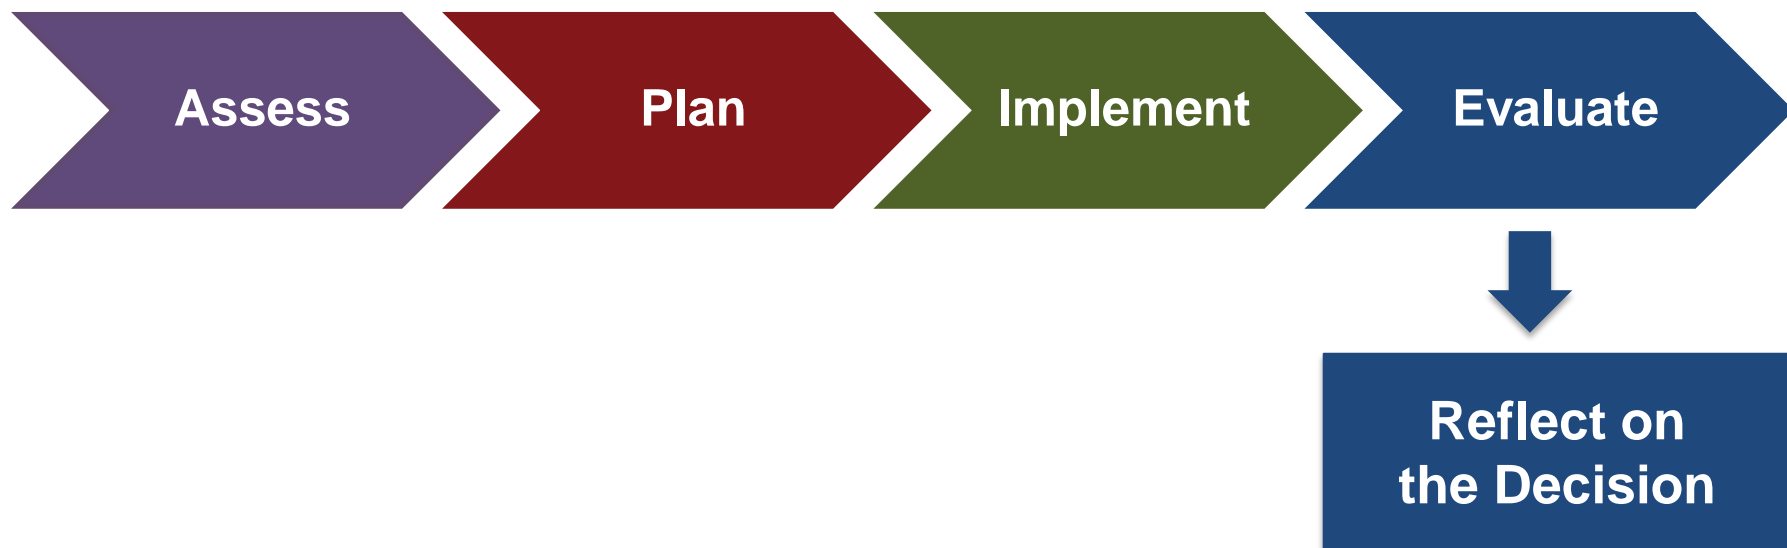 Assess
Plan
Implement
Evaluate
Reflect on
the Decision